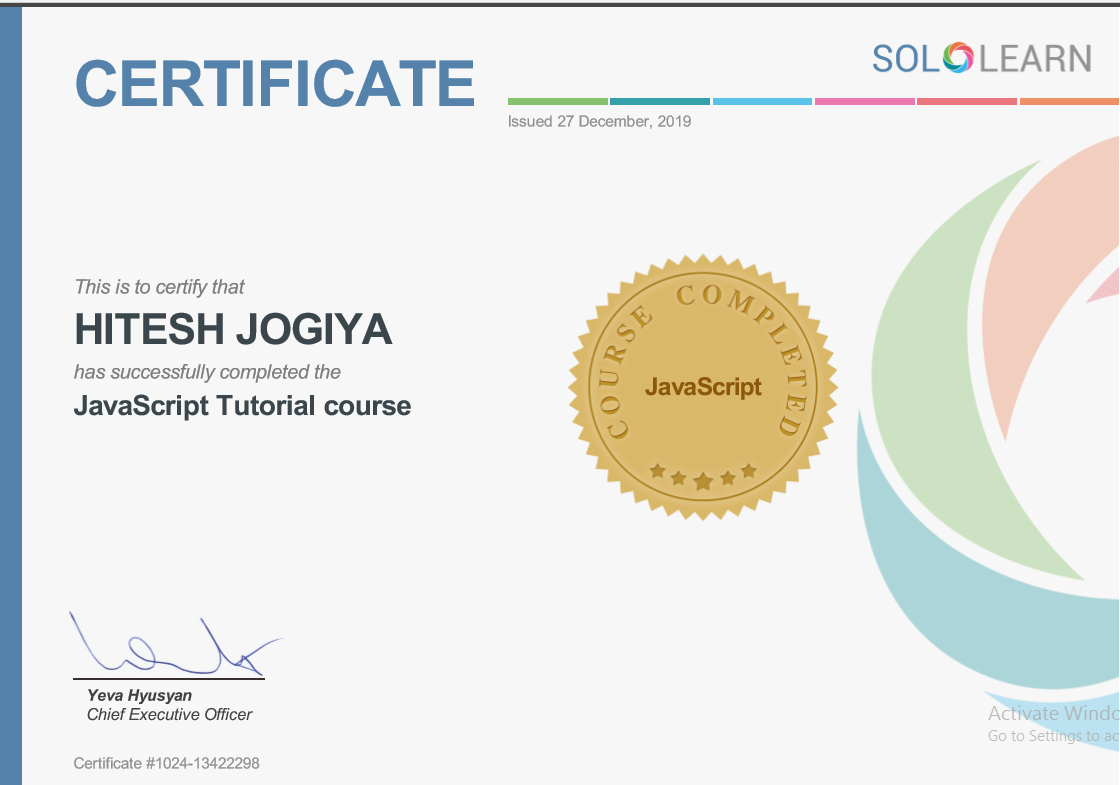 CERTIFICATE
SOLOLEARN
Issued 27 December, 2019
This is to certify that
HITESH JOGIYA
has successfully completed the
JavaScript Tutorial course
COURSE COMPLETED
JavaScript
Yeva Hyusyan
Chief Executive Officer
Certificate #1024-13422298
Activate Windo
Go to Settings to ac